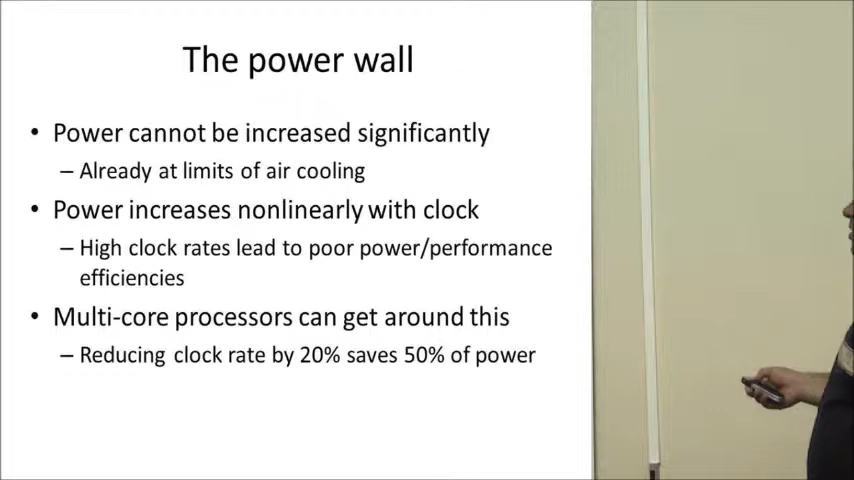 The power wall
• Power cannot be increased significantly
– Already at limits of air cooling
• Power increases nonlinearly with clock
– High clock rates lead to poor power/performance
efficiencies
• Multi-core processors can get around this
– Reducing clock rate by 20% saves 50% of power